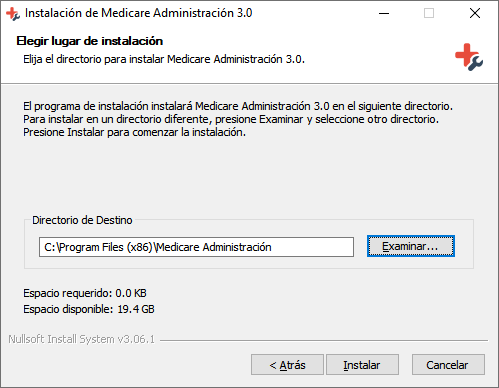 Instalación de Medicare Administración 3.0
Elegir lugar de instalación
Elija el directorio para instalar Medicare Administración 3.0.
El programa de instalación instalará Medicare Administración 3.0 en el siguiente directorio.
Para instalar en un directorio diferente, presione Examinar y seleccione otro directorio.
Presione Instalar para comenzar la instalación.
Directorio de Destino
C:\Program Files (x86)\Medicare Administración
Examinar...
Espacio requerido: 0.0 KB
Espacio disponible: 19.4 GB
Nullsoft Install System v3.06.1
< Atrás
Instalar
Cancelar